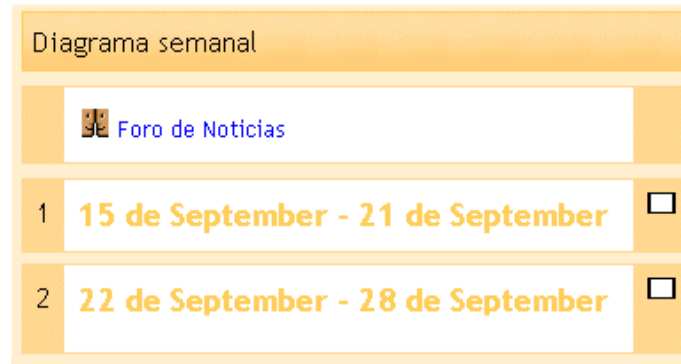 Diagrama semanal
Foro de Noticias
1 15 de September - 21 de September
2 22 de September - 28 de September